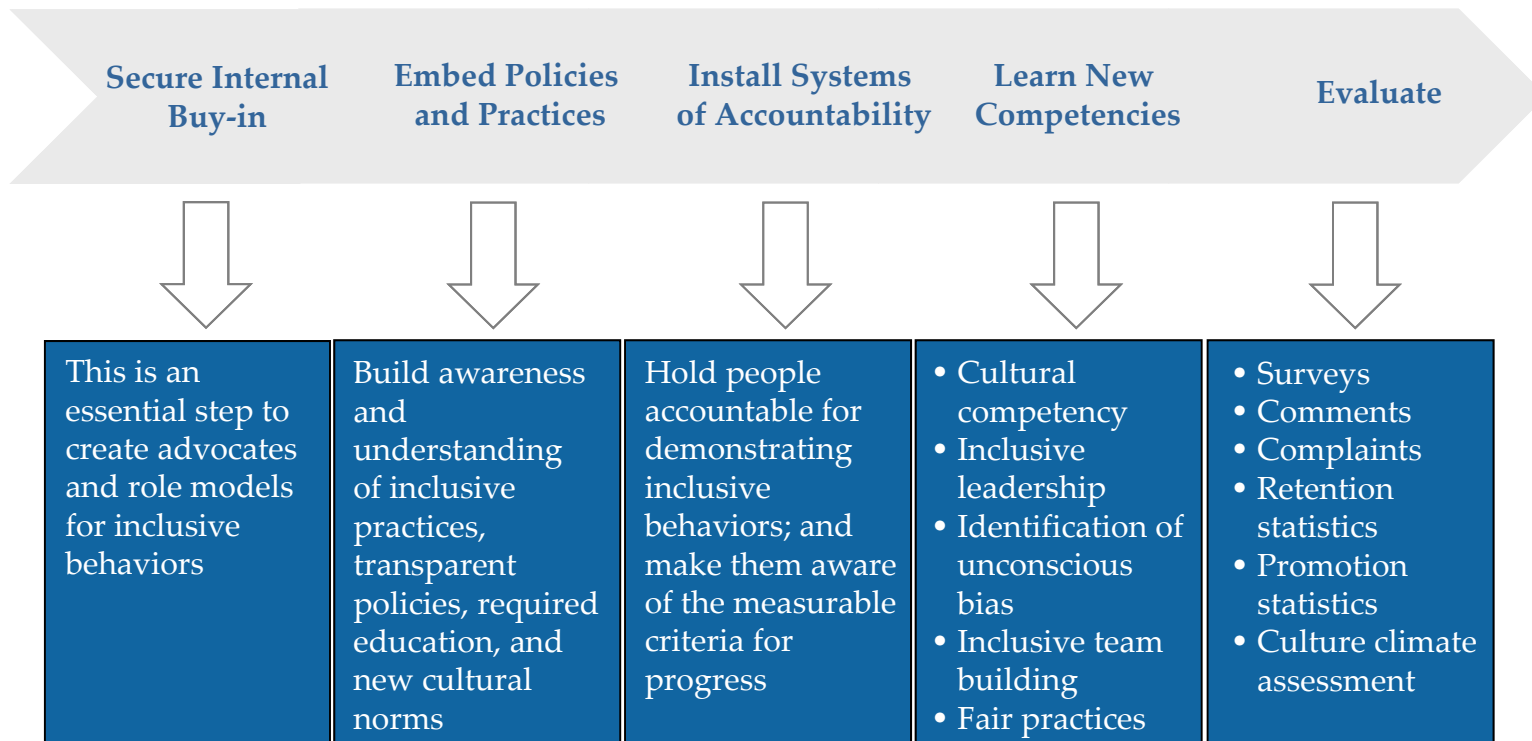 Secure Internal
Buy-in
Embed Policies
and Practices
Install Systems
of Accountability
Learn New
Competencies
Evaluate
This is an
essential step to
create advocates
and role models
for inclusive
behaviors
Build awareness
and
understanding
of inclusive
practices,
transparent
policies, required
education, and
new cultural
norms
Hold people
accountable for
demonstrating
inclusive
behaviors; and
make them aware
of the measurable
criteria for
progress
• Cultural
competency
• Inclusive
leadership
• Identification of
unconscious
bias
• Inclusive team
building
• Fair practices
• Surveys
• Comments
• Complaints
• Retention
statistics
• Promotion
statistics
• Culture climate
assessment